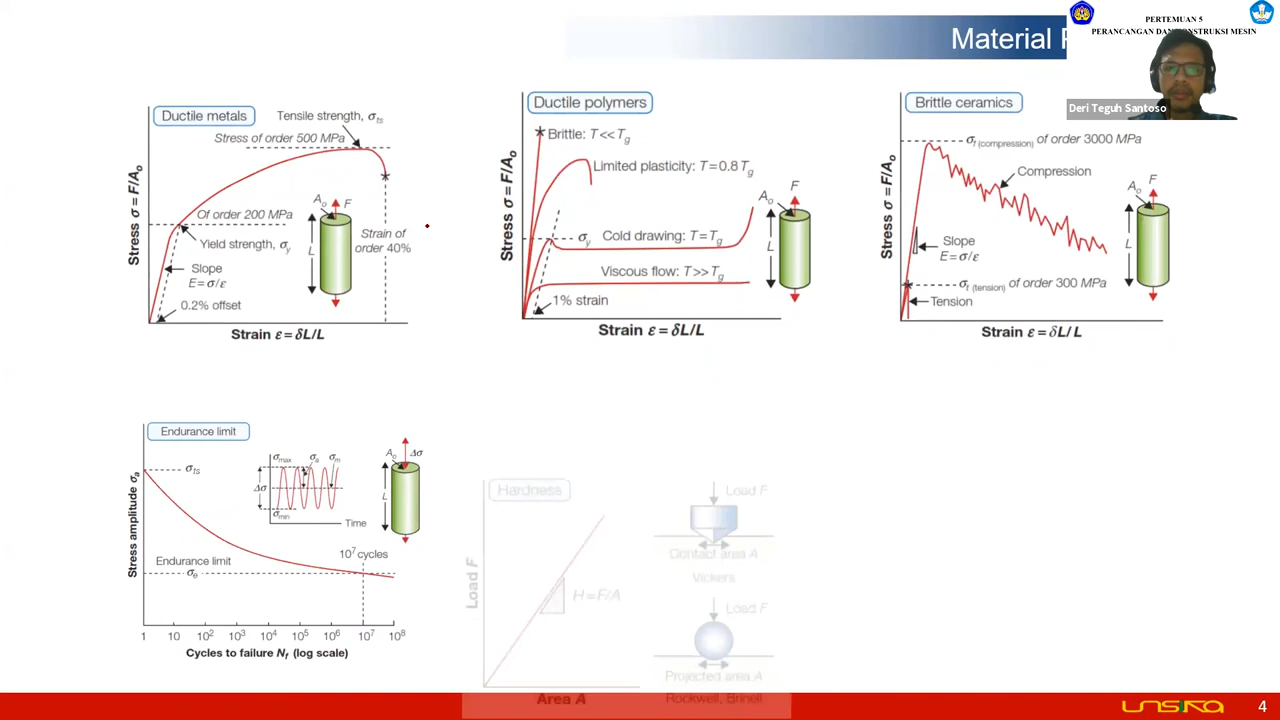 PERTEMUAN 5
PERANCANGAN DAN KONSTRUKSI MESIN
Material
Deri Teguh Santoso
Ductile metals
Tensile strength, σts
Stress of order 500 MPa
Of order 200 MPa
Yield strength, σy
Slope
E = σ/ε
0.2% offset
Strain of
order 40%
Ao
F
L
Stress σ = F/Ao
Strain ε = δL/L
Ductile polymers
Brittle: T << Tg
Limited plasticity: T = 0.8 Tg
σy
Cold drawing: T = Tg
Viscous flow: T >> Tg
1% strain
Ao
F
L
Stress σ = F/Ao
Strain ε = δL/L
Brittle ceramics
σt (compression) of order 3000 MPa
Compression
Slope
E = σ/ε
σt (tension) of order 300 MPa
Tension
Ao
F
L
Stress σ = F/Ao
Strain ε = δL/L
Endurance limit
σts
σmax
σa
σm
Δσ
σmin
Time
Ao
Δσ
L
10⁷ cycles
Endurance limit
σe
Stress amplitude σa
1 10 10² 10³ 10⁴ 10⁵ 10⁶ 10⁷ 10⁸
Cycles to failure Nf (log scale)
Hardness
Load F
H = F/A
Area A
Load F
Contact area A
Vickers
Load F
Projected area A
Rockwell, Brinell
unsika
4